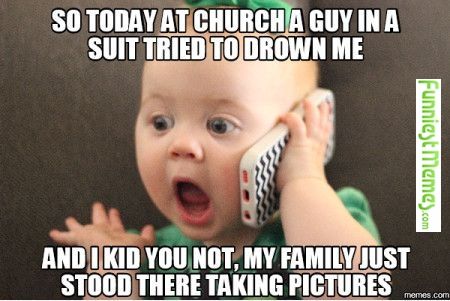 SO TODAY AT CHURCH A GUY IN A
SUIT TRIED TO DROWN ME
FunniestMemes.com
AND I KID YOU NOT, MY FAMILY JUST
STOOD THERE TAKING PICTURES
memes.com